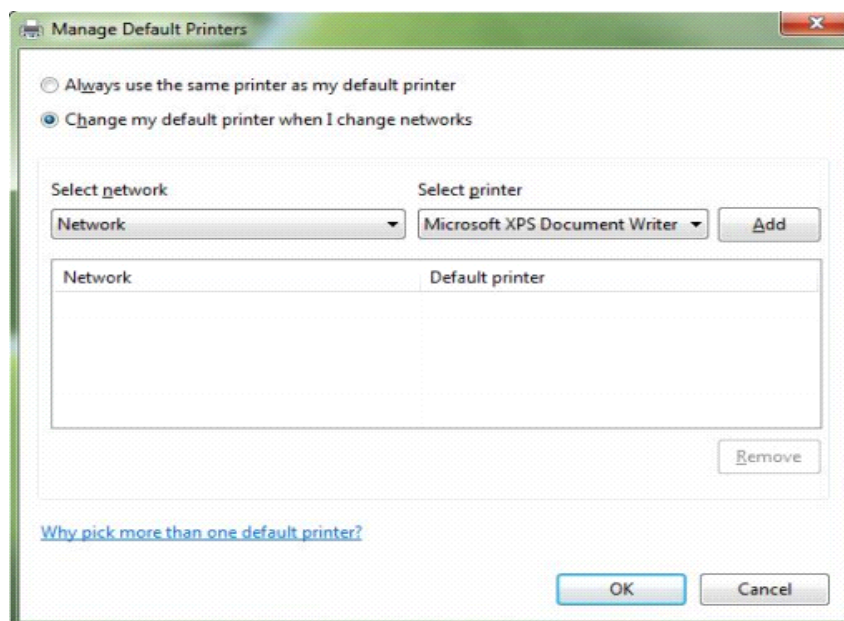 Manage Default Printers
Always use the same printer as my default printer
Change my default printer when I change networks
Select network Select printer
Network Microsoft XPS Document Writer Add
Network Default printer
Remove
Why pick more than one default printer?
OK Cancel